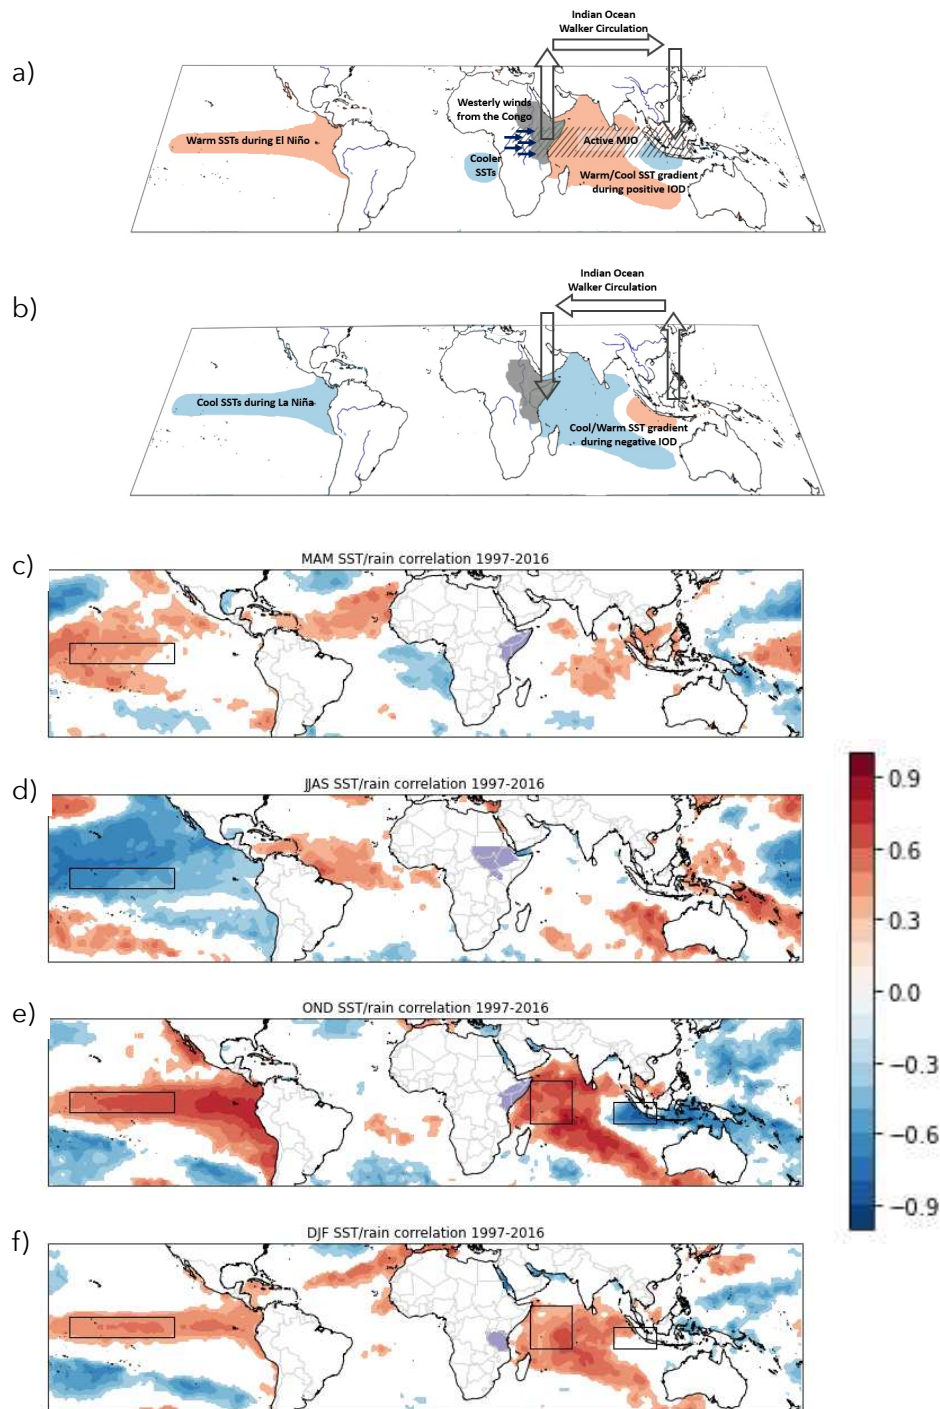 a)
Indian Ocean
Walker Circulation
Westerly winds
from the Congo
Warm SSTs during El Niño
Active MJO
Cooler
SSTs
Warm/Cool SST gradient
during positive IOD
b)
Indian Ocean
Walker Circulation
Cool SSTs during La Niña
Cool/Warm SST gradient
during negative IOD
c)
MAM SST/rain correlation 1997-2016
d)
JJAS SST/rain correlation 1997-2016
e)
OND SST/rain correlation 1997-2016
f)
DJF SST/rain correlation 1997-2016
0.9
0.6
0.3
0.0
−0.3
−0.6
−0.9